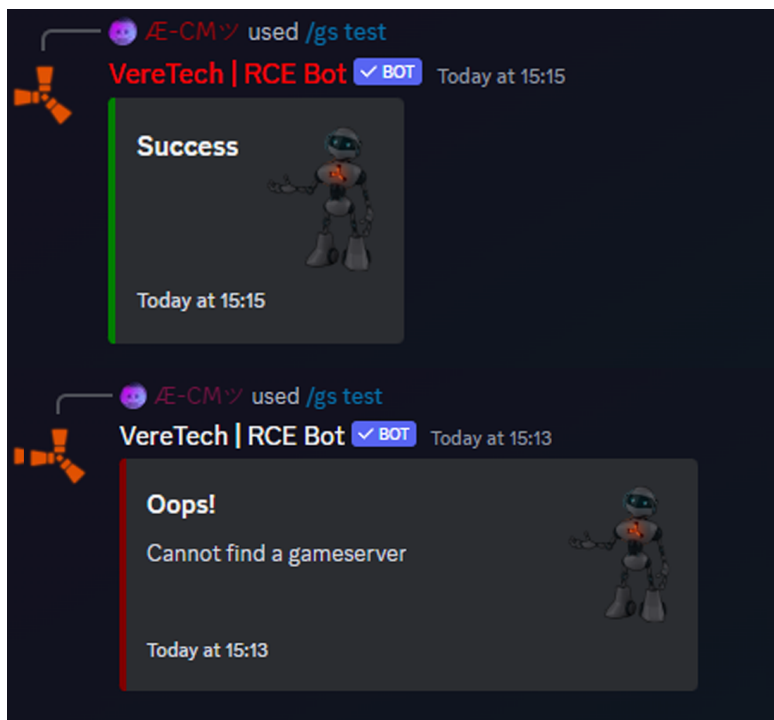 Æ-CMツ used /gs test
VereTech | RCE Bot ✓ BOT Today at 15:15
Success
Today at 15:15
Æ-CMツ used /gs test
VereTech | RCE Bot ✓ BOT Today at 15:13
Oops!
Cannot find a gameserver
Today at 15:13